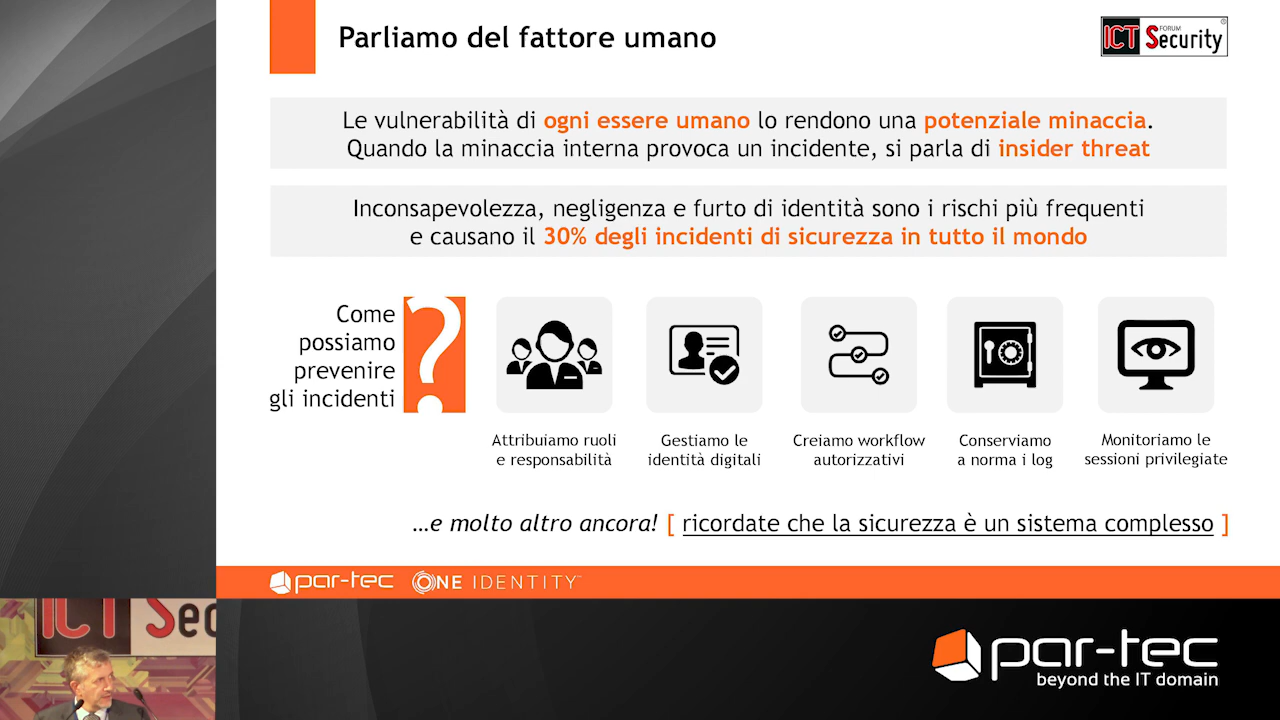 Parliamo del fattore umano
ICT FORUM Security
Le vulnerabilità di ogni essere umano lo rendono una potenziale minaccia.
Quando la minaccia interna provoca un incidente, si parla di insider threat
Inconsapevolezza, negligenza e furto di identità sono i rischi più frequenti
e causano il 30% degli incidenti di sicurezza in tutto il mondo
Come
possiamo
prevenire
gli incidenti
?
Attribuiamo ruoli
e responsabilità
Gestiamo le
identità digitali
Creiamo workflow
autorizzativi
Conserviamo
a norma i log
Monitoriamo le
sessioni privilegiate
…e molto altro ancora! [ ricordate che la sicurezza è un sistema complesso ]
par-tec ONE IDENTITY™
ICT Sec
par-tec
beyond the IT domain